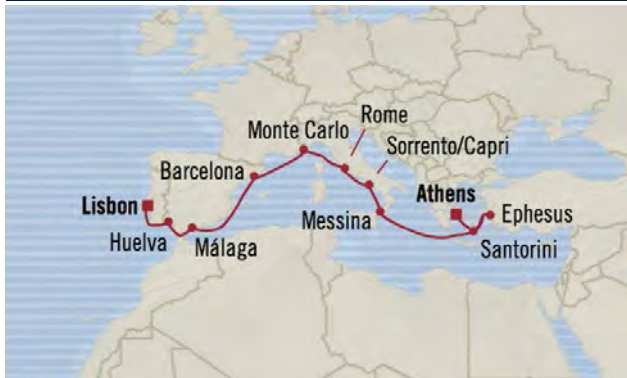 Rome
Monte Carlo
Sorrento/Capri
Barcelona
Athens
Lisbon
Ephesus
Messina
Huelva
Málaga
Santorini